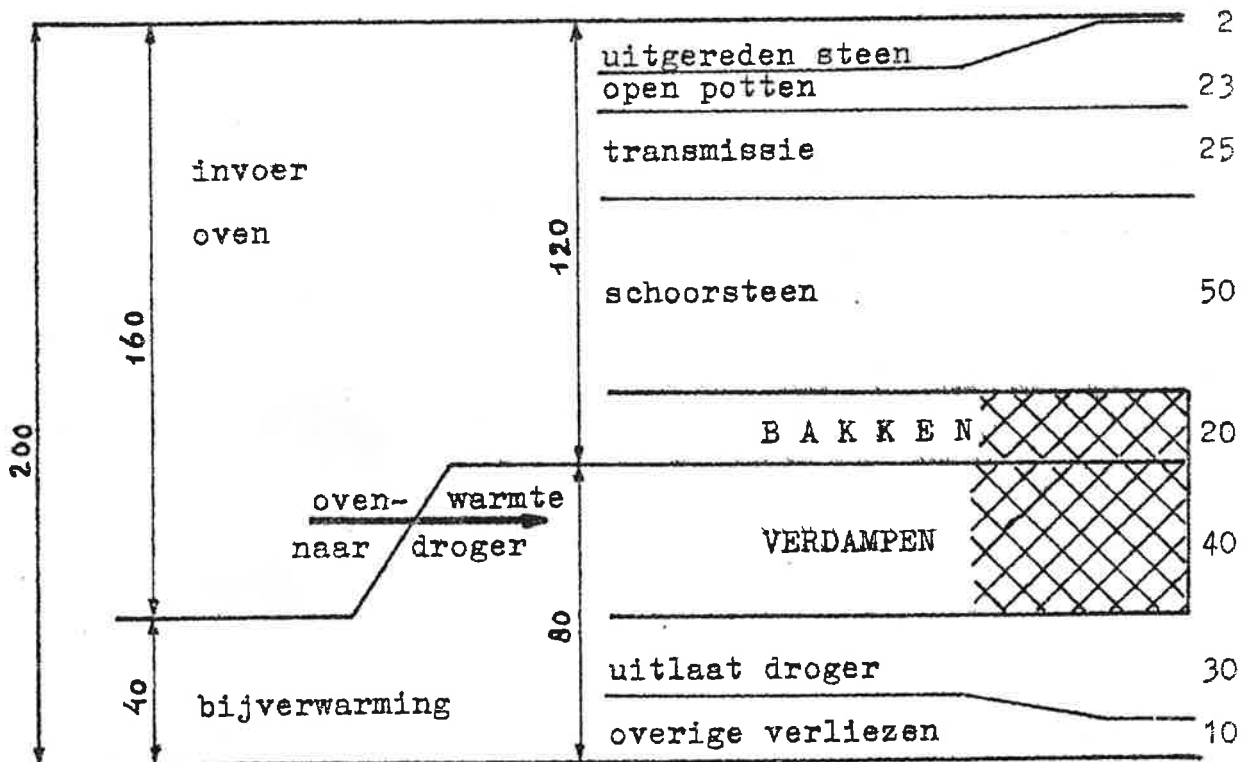 uitgereden steen 2
open potten 23
transmissie 25
invoer
oven
schoorsteen 50
200
160
120
BAKKEN 20
oven- warmte
naar droger
VERDAMPEN 40
80
40
uitlaat droger 30
bijverwarming
overige verliezen 10